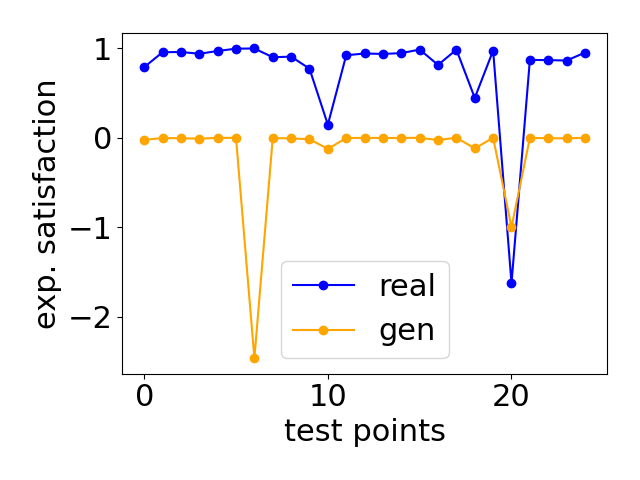 exp. satisfaction
1
0
−1
−2
real
gen
0 10 20
test points